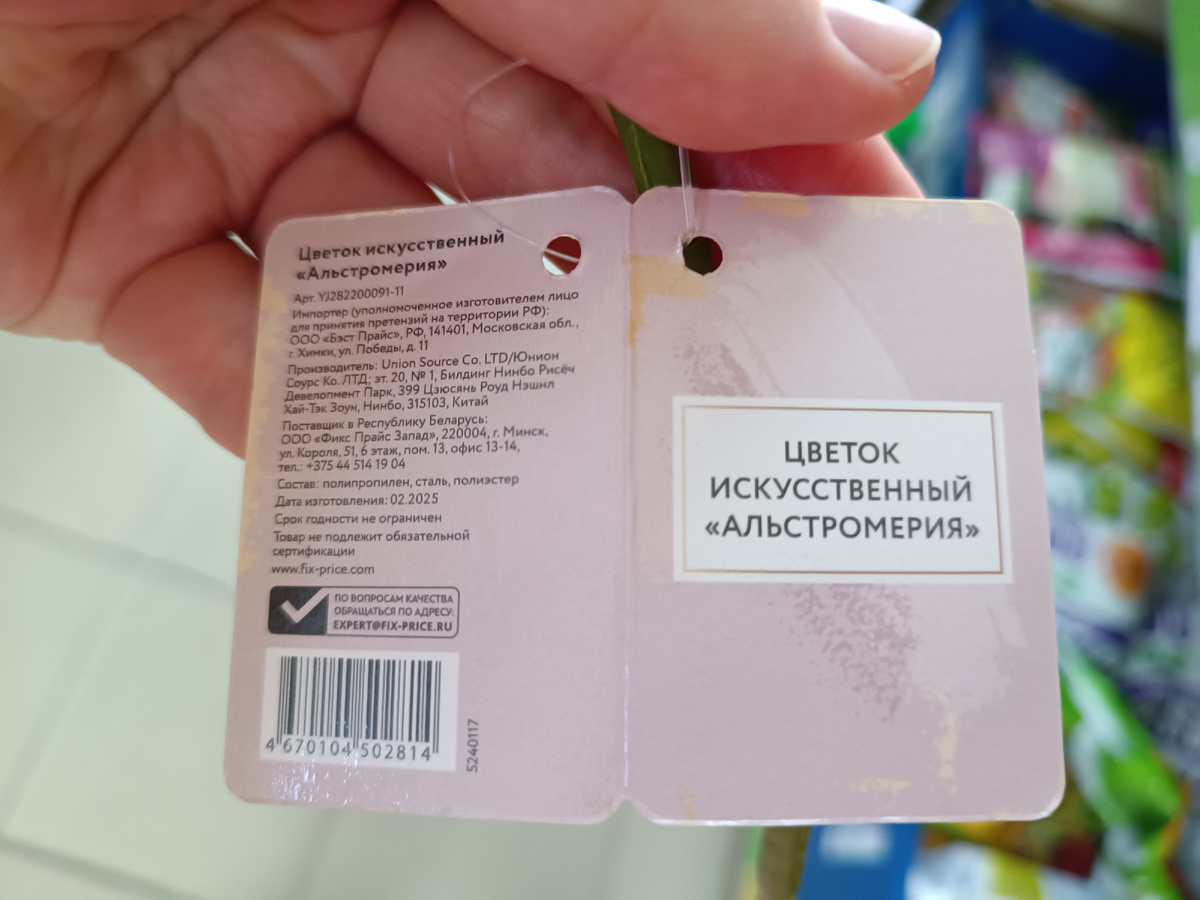 Цветок искусственный
«Альстромерия»
Арт. YJ282200091-11
Импортер (уполномоченное изготовителем лицо
для принятия претензий на территории РФ):
ООО «Бэст Прайс», РФ, 141401, Московская обл.,
г. Химки, ул. Победы, д. 11
Производитель: Union Source Co. LTD/Юнион
Соурс Ко. ЛТД; эт. 20, № 1, Билдинг Нинбо Рисёч
Девелопмент Парк, 399 Цзюсянь Роуд Нэшнл
Хай-Тэк Зоун, Нинбо, 315103, Китай
Поставщик в Республику Беларусь:
ООО «Фикс Прайс Запад», 220004, г. Минск,
ул. Короля, 51, 6 этаж, пом. 13, офис 13-14,
тел.: +375 44 514 19 04
Состав: полипропилен, сталь, полиэстер
Дата изготовления: 02.2025
Срок годности не ограничен
Товар не подлежит обязательной
сертификации
www.fix-price.com
ПО ВОПРОСАМ КАЧЕСТВА
ОБРАЩАТЬСЯ ПО АДРЕСУ:
EXPERT@FIX-PRICE.RU
4 670104 502814
5240117
ЦВЕТОК
ИСКУССТВЕННЫЙ
«АЛЬСТРОМЕРИЯ»